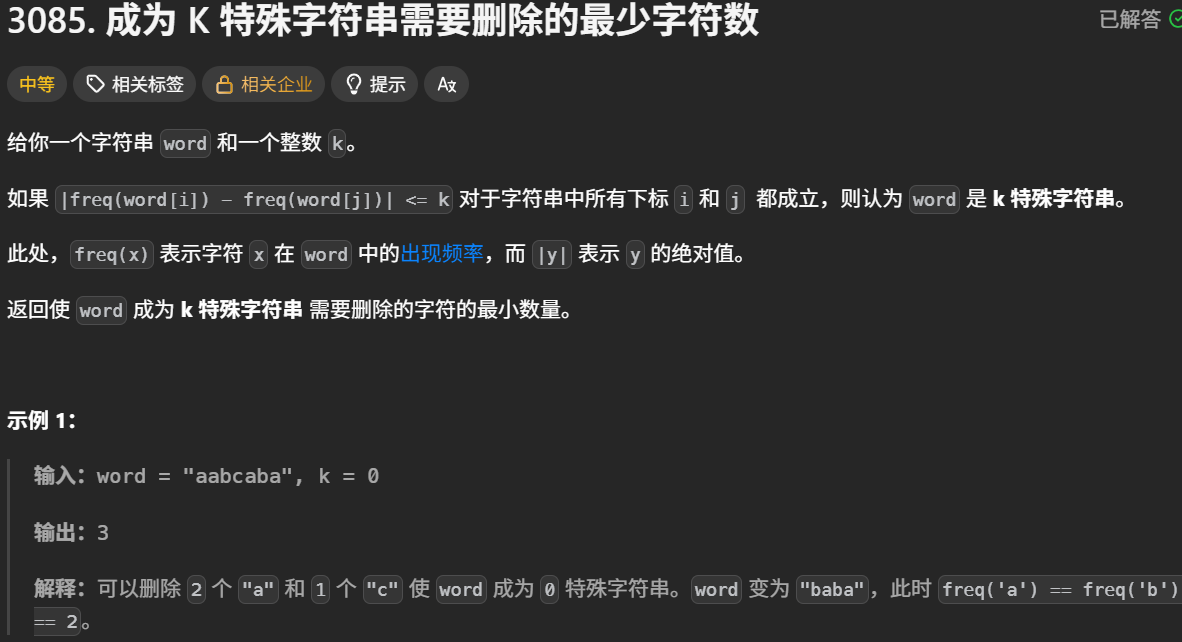 3085. 成为 K 特殊字符串需要删除的最少字符数
已解答
中等 相关标签 相关企业 提示 Aあ
给你一个字符串 word 和一个整数 k。
如果 |freq(word[i]) - freq(word[j])| <= k 对于字符串中所有下标 i 和 j 都成立，则认为 word 是 k 特殊字符串。
此处，freq(x) 表示字符 x 在 word 中的出现频率，而 |y| 表示 y 的绝对值。
返回使 word 成为 k 特殊字符串 需要删除的字符的最小数量。
示例 1：
输入：word = "aabcaba", k = 0
输出：3
解释：可以删除 2 个 "a" 和 1 个 "c" 使 word 成为 0 特殊字符串。word 变为 "baba"，此时 freq('a') == freq('b')
== 2。